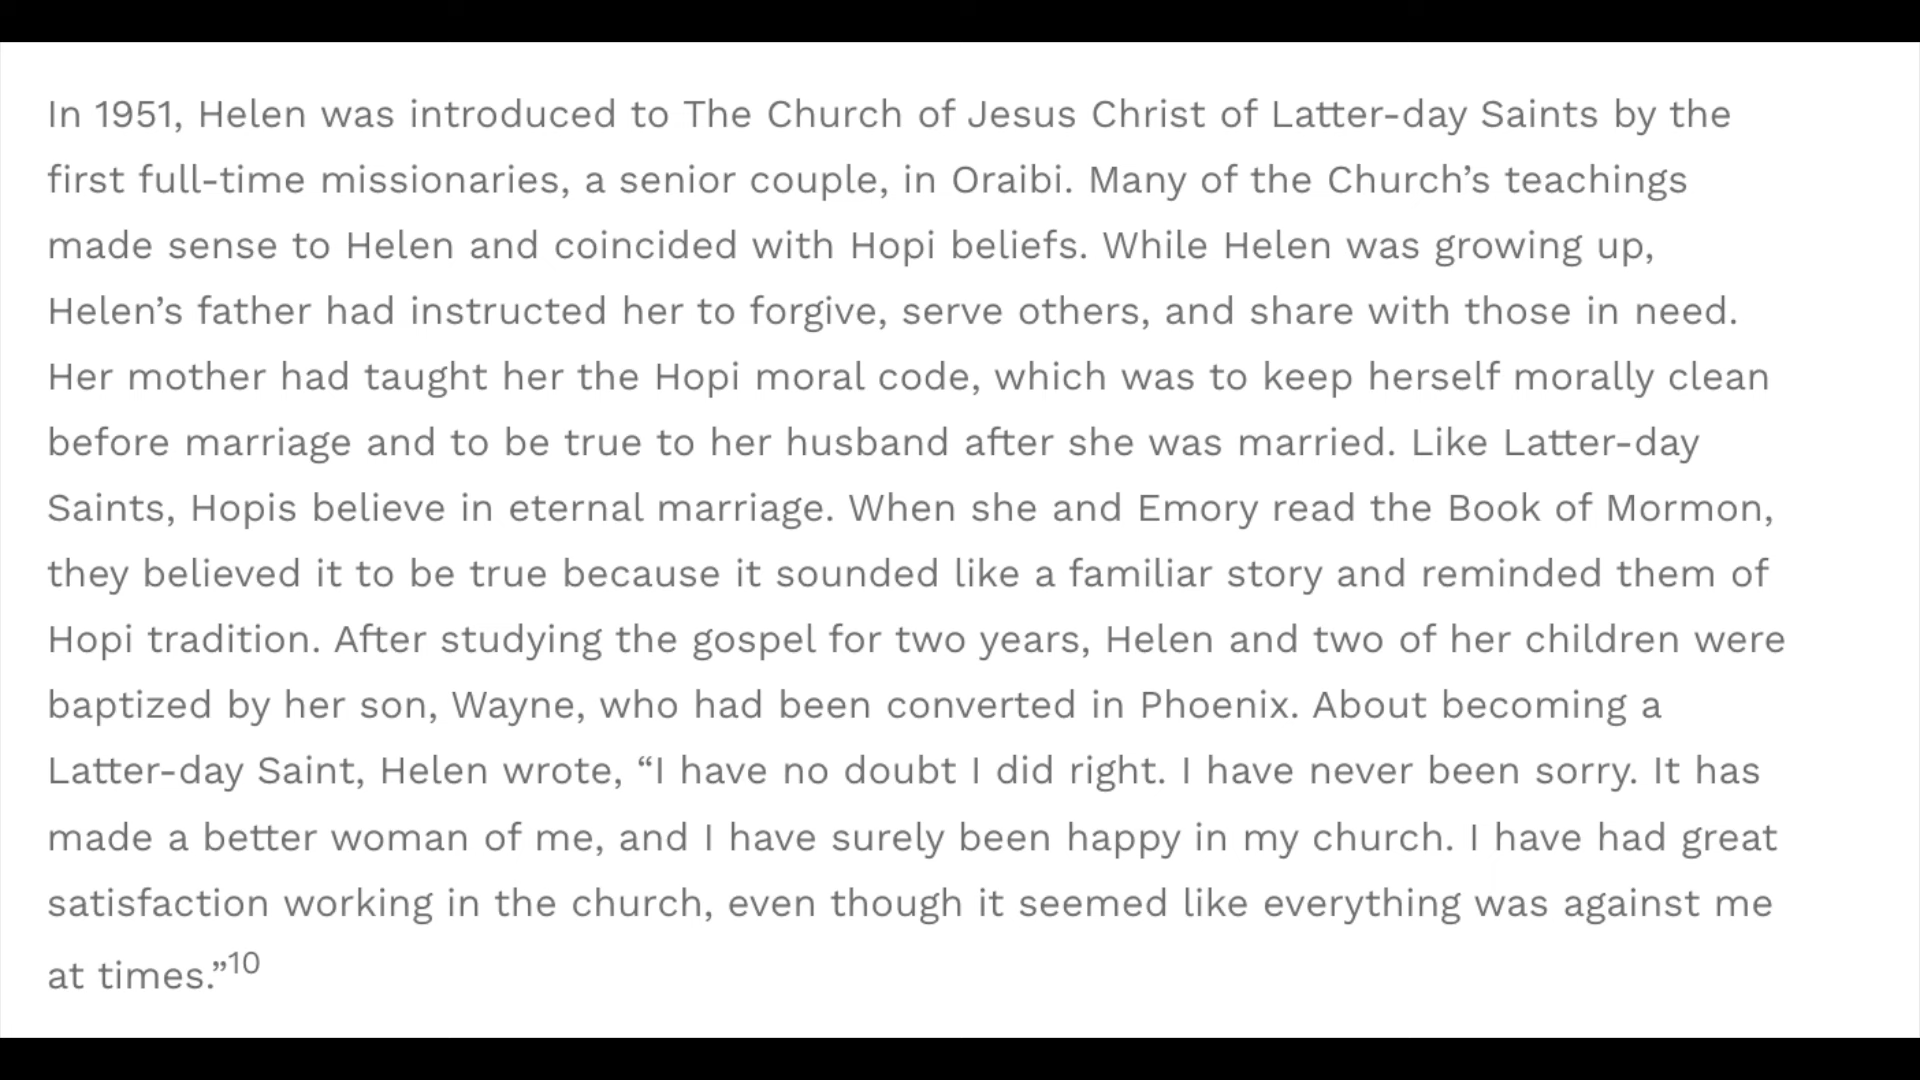 In 1951, Helen was introduced to The Church of Jesus Christ of Latter-day Saints by the
first full-time missionaries, a senior couple, in Oraibi. Many of the Church’s teachings
made sense to Helen and coincided with Hopi beliefs. While Helen was growing up,
Helen’s father had instructed her to forgive, serve others, and share with those in need.
Her mother had taught her the Hopi moral code, which was to keep herself morally clean
before marriage and to be true to her husband after she was married. Like Latter-day
Saints, Hopis believe in eternal marriage. When she and Emory read the Book of Mormon,
they believed it to be true because it sounded like a familiar story and reminded them of
Hopi tradition. After studying the gospel for two years, Helen and two of her children were
baptized by her son, Wayne, who had been converted in Phoenix. About becoming a
Latter-day Saint, Helen wrote, “I have no doubt I did right. I have never been sorry. It has
made a better woman of me, and I have surely been happy in my church. I have had great
satisfaction working in the church, even though it seemed like everything was against me
at times.”10